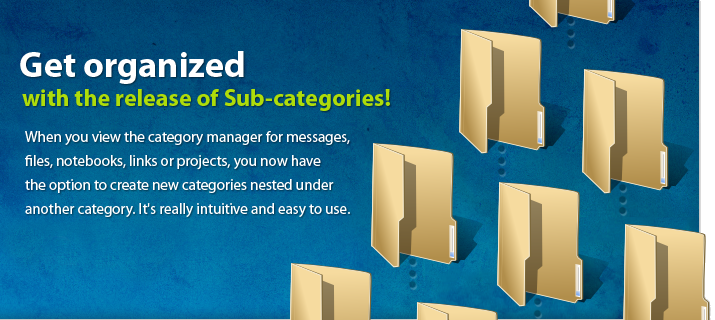 Get organized
with the release of Sub-categories!
When you view the category manager for messages,
files, notebooks, links or projects, you now have
the option to create new categories nested under
another category. It's really intuitive and easy to use.